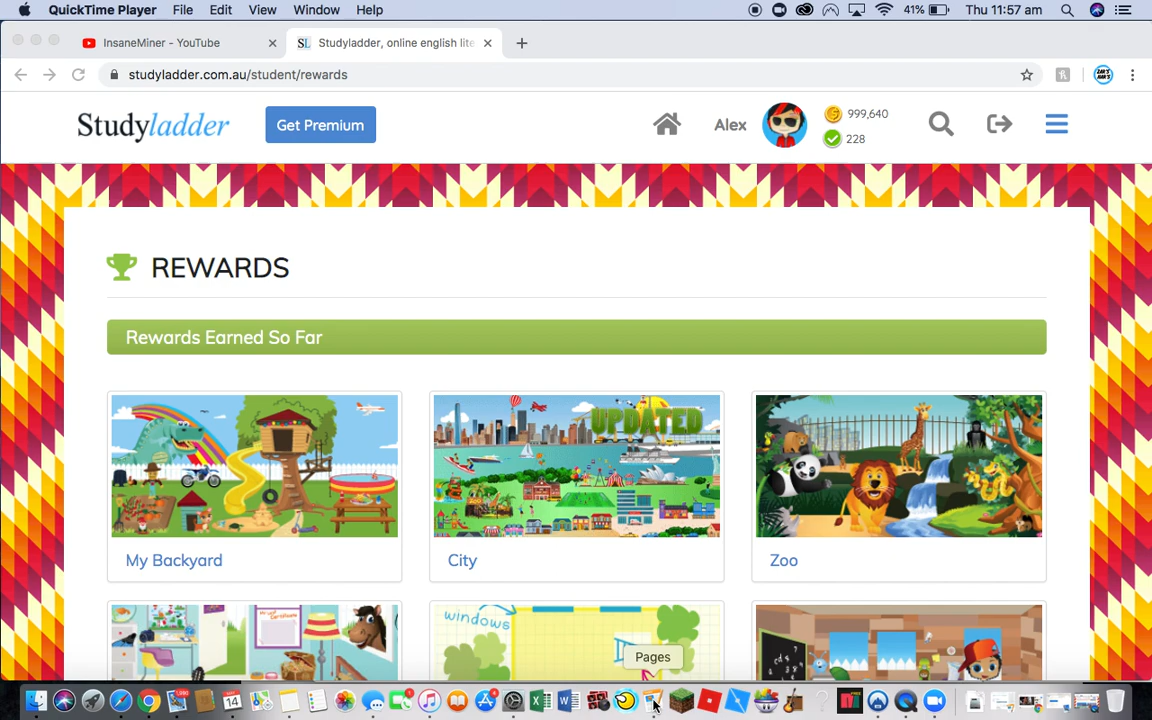 QuickTime Player File Edit View Window Help 41% Thu 11:57 am
InsaneMiner - YouTube
Studyladder, online english lite
studyladder.com.au/student/rewards
Studyladder
Get Premium
Alex
999,640
228
REWARDS
Rewards Earned So Far
UPDATED
My Backyard
City
Zoo
windows
Pages
14